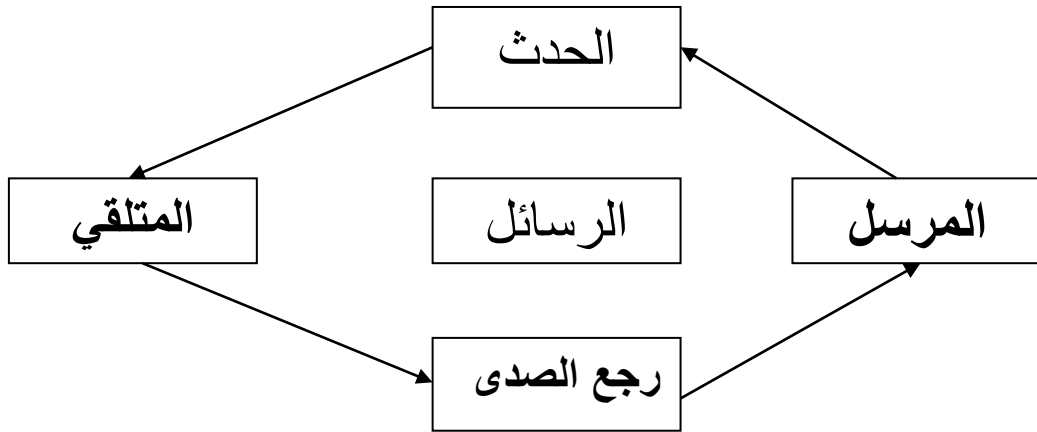 الحدث
المرسل
الرسائل
المتلقي
رجع الصدى